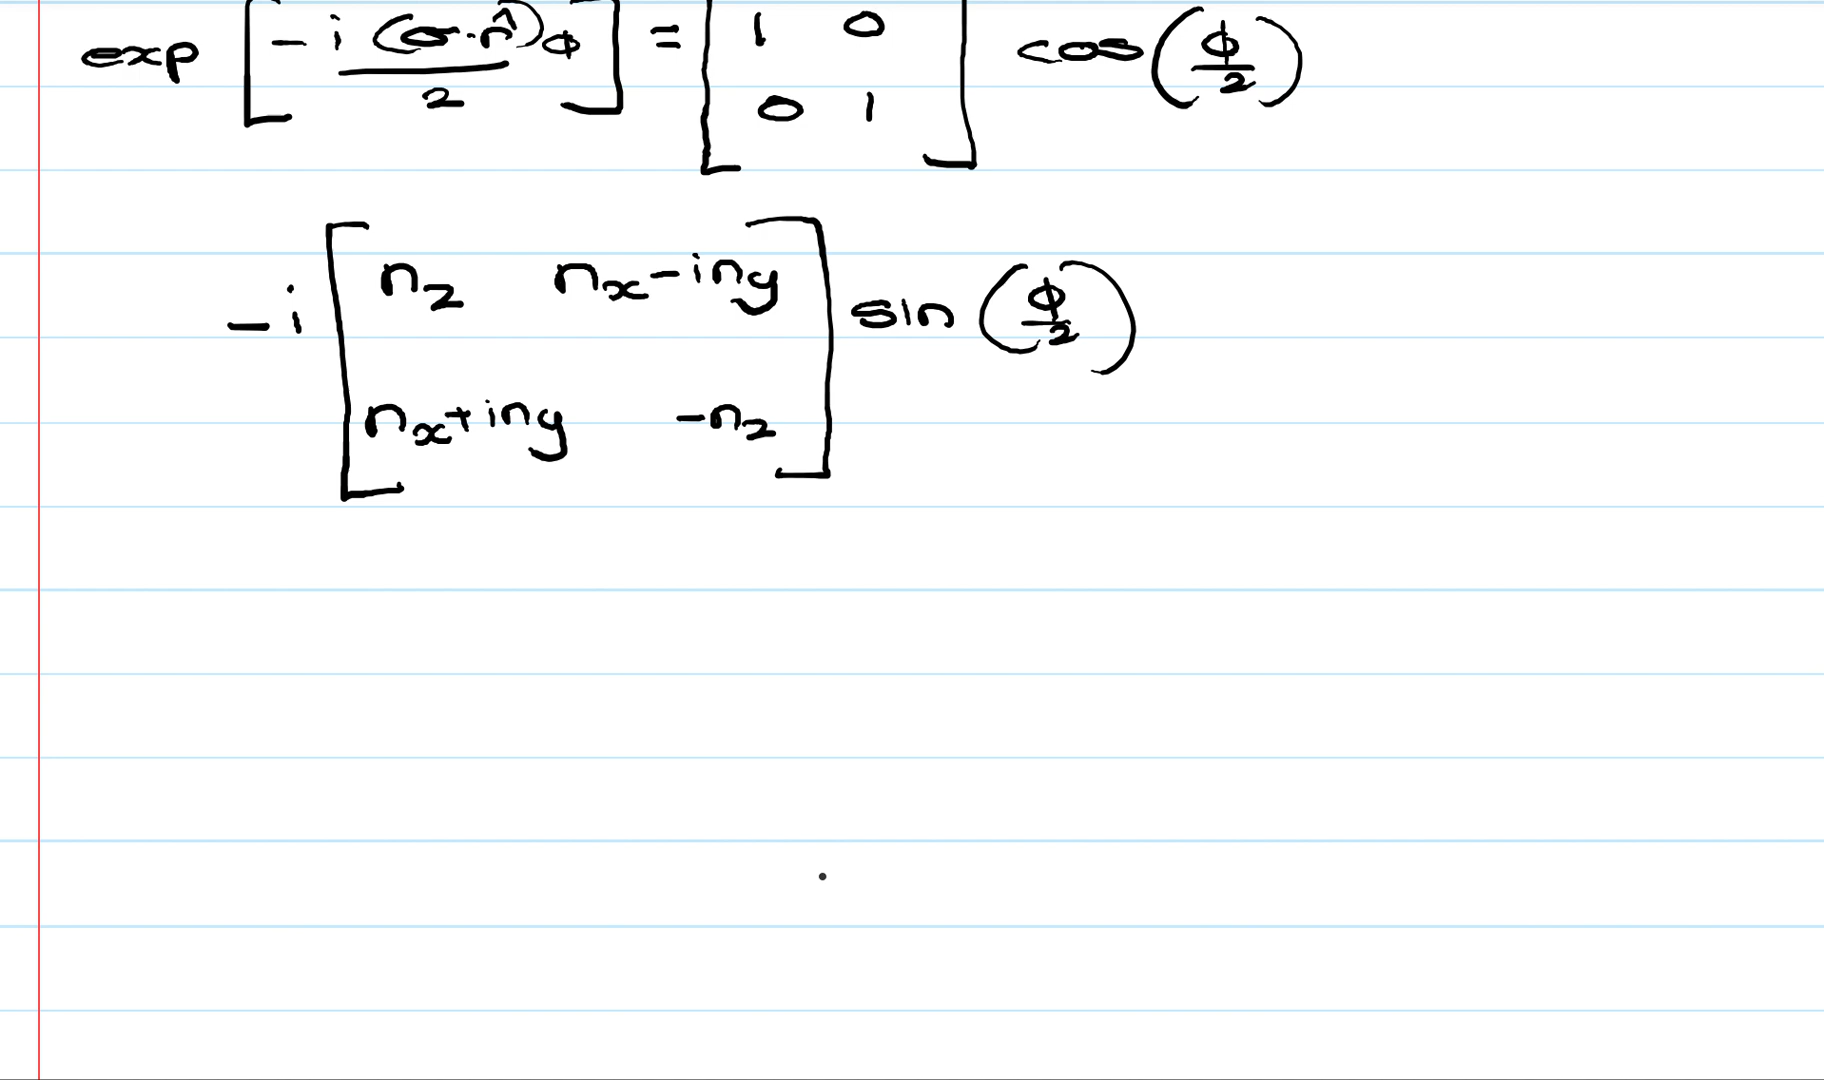 exp [ -i (σ·n̂)φ / 2 ] = [ 1 0 ; 0 1 ] cos(φ/2)
-i [ n_z n_x-in_y ; n_x+in_y -n_z ] sin(φ/2)